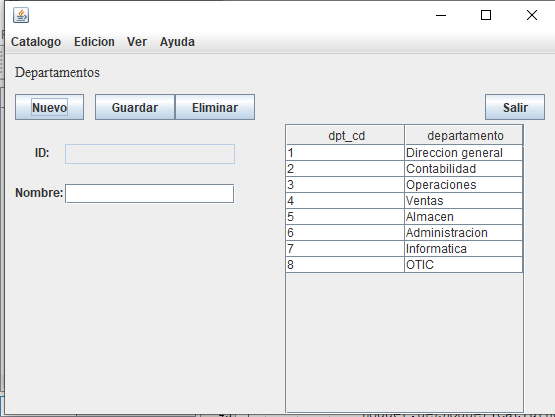 Catalogo Edicion Ver Ayuda
Departamentos
Nuevo Guardar Eliminar Salir
dpt_cd departamento
1 Direccion general
2 Contabilidad
3 Operaciones
4 Ventas
5 Almacen
6 Administracion
7 Informatica
8 OTIC
ID:
Nombre: